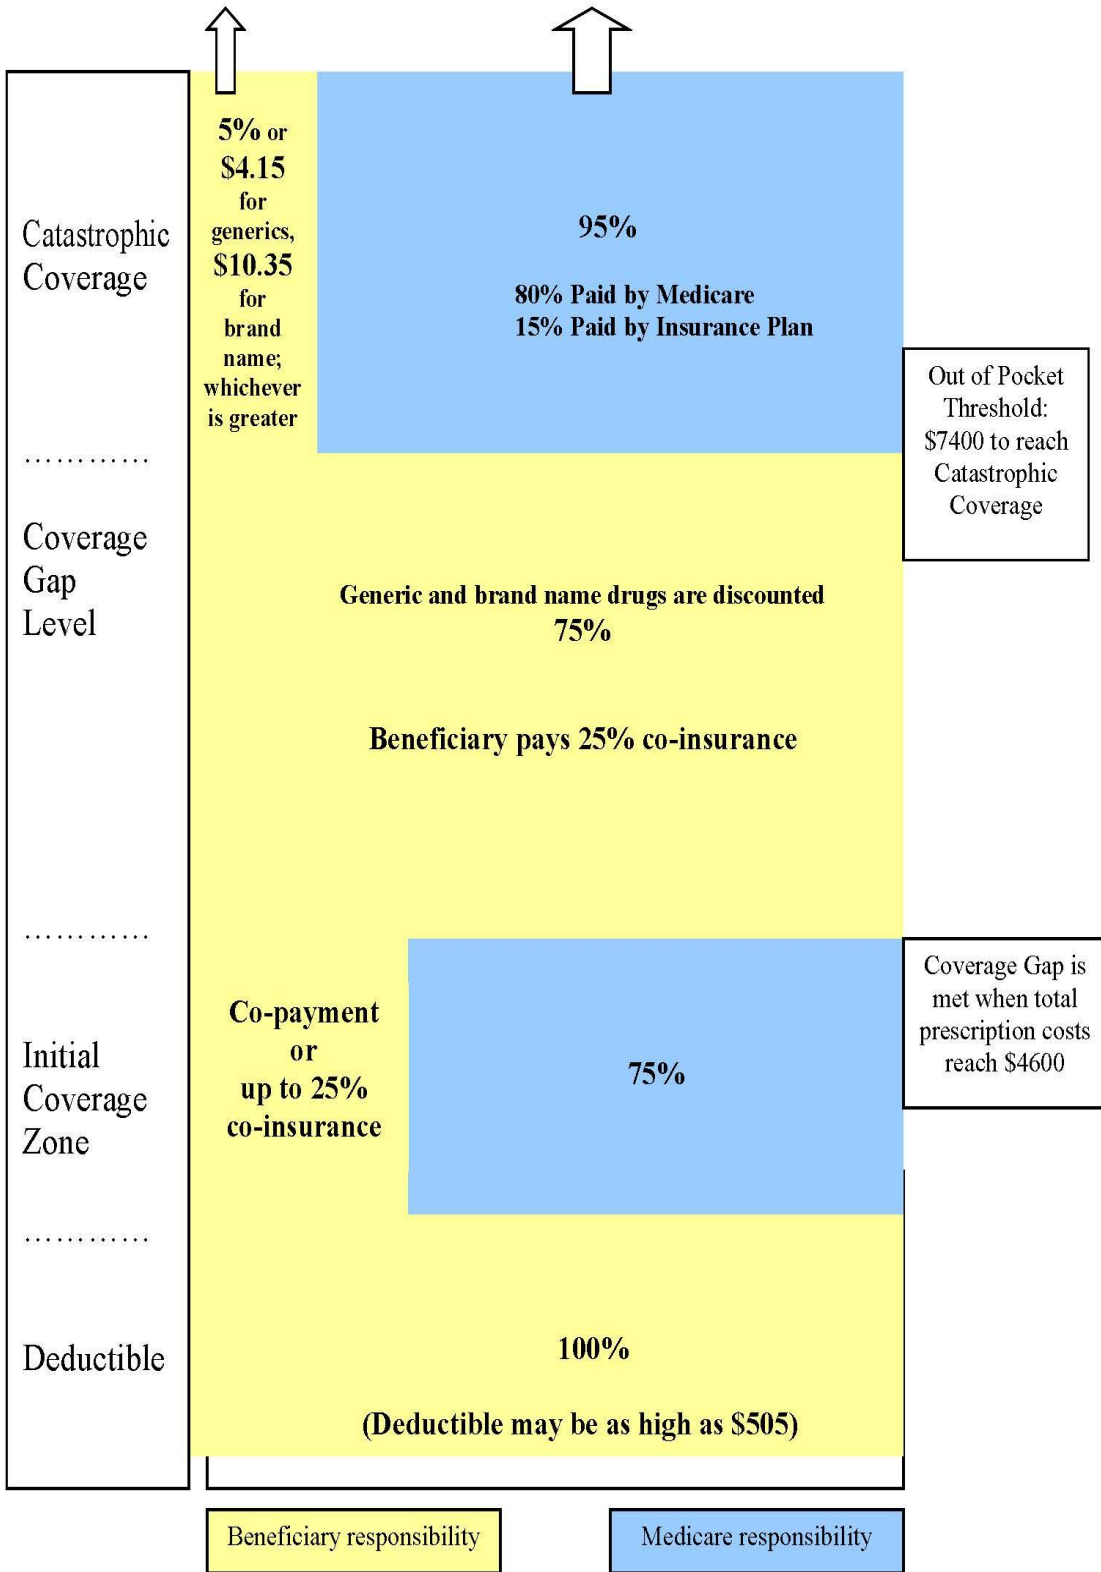 Catastrophic
Coverage
…………
Coverage
Gap
Level
…………
Initial
Coverage
Zone
…………
Deductible
5% or
$4.15
for
generics,
$10.35
for
brand
name;
whichever
is greater
95%
80% Paid by Medicare
15% Paid by Insurance Plan
Out of Pocket
Threshold:
$7400 to reach
Catastrophic
Coverage
Generic and brand name drugs are discounted
75%
Beneficiary pays 25% co-insurance
Co-payment
or
up to 25%
co-insurance
75%
Coverage Gap is
met when total
prescription costs
reach $4600
100%
(Deductible may be as high as $505)
Beneficiary responsibility
Medicare responsibility